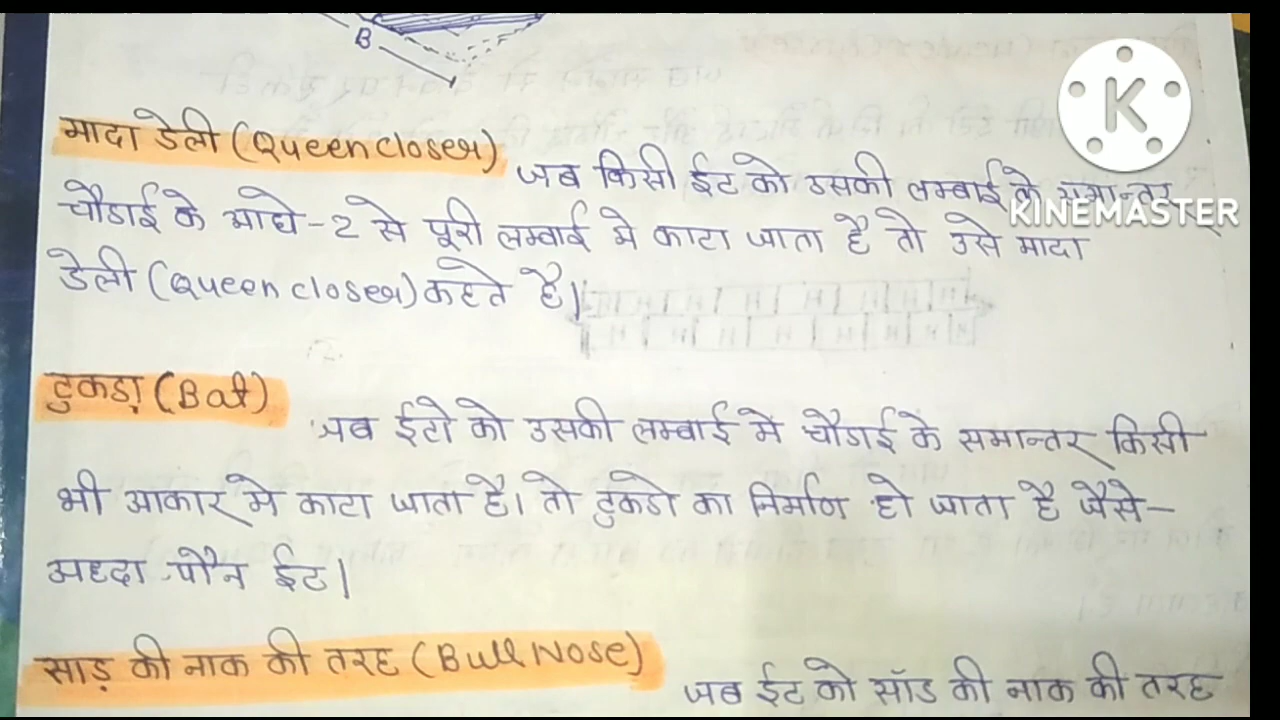 B
K
KINEMASTER
मादा डेली (Queen closer) जब किसी ईट को उसकी लम्बाई के समान्तर
चौडाई के आधे-2 से पूरी लम्बाई मे काटा जाता है तो उसे मादा
डेली (Queen closer) कहते है।
टुकडा़ (Bat) जब ईटो को उसकी लम्बाई मे चौडाई के समान्तर किसी
भी आकार मे काटा जाता है। तो टुकडो का निर्माण हो जाता है जैसे-
अद्दा पौन ईट।
साड़ की नाक की तरह (Bull Nose) जब ईट को सॉड की नाक की तरह